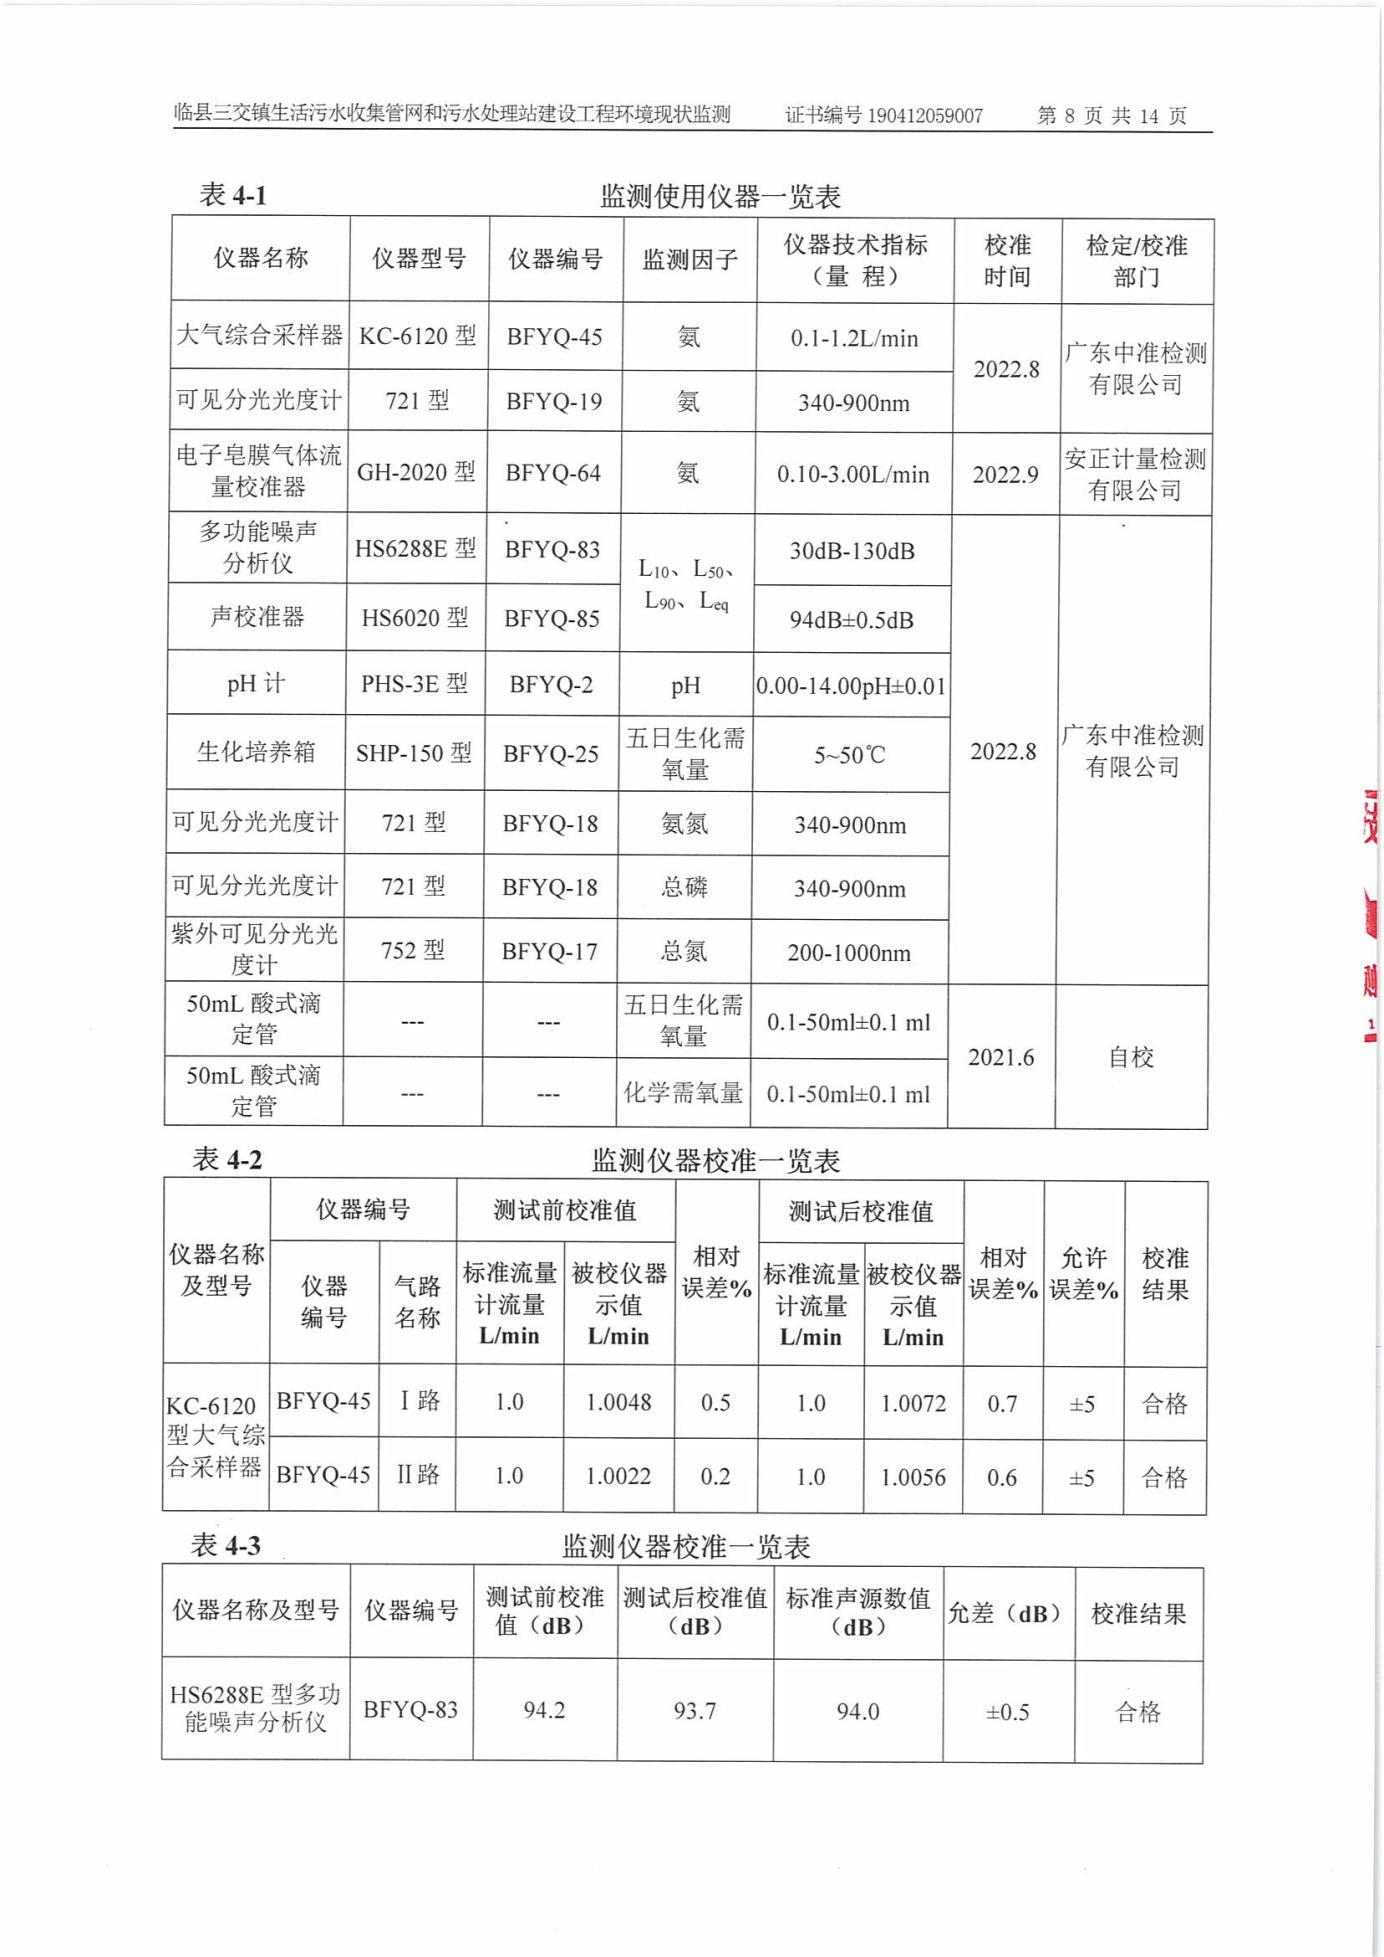 临县三交镇生活污水收集管网和污水处理站建设工程环境现状监测 证书编号 190412059007 第 8 页 共 14 页
表 4-1 监测使用仪器一览表
仪器名称 仪器型号 仪器编号 监测因子 仪器技术指标（量 程） 校准时间 检定/校准部门
大气综合采样器 KC-6120 型 BFYQ-45 氨 0.1-1.2L/min 2022.8 广东中准检测有限公司
可见分光光度计 721 型 BFYQ-19 氨 340-900nm
电子皂膜气体流量校准器 GH-2020 型 BFYQ-64 氨 0.10-3.00L/min 2022.9 安正计量检测有限公司
多功能噪声分析仪 HS6288E 型 BFYQ-83 L10、L50、L90、Leq 30dB-130dB 2022.8 广东中准检测有限公司
声校准器 HS6020 型 BFYQ-85 94dB±0.5dB
pH 计 PHS-3E 型 BFYQ-2 pH 0.00-14.00pH±0.01
生化培养箱 SHP-150 型 BFYQ-25 五日生化需氧量 5~50℃
可见分光光度计 721 型 BFYQ-18 氨氮 340-900nm
可见分光光度计 721 型 BFYQ-18 总磷 340-900nm
紫外可见分光光度计 752 型 BFYQ-17 总氮 200-1000nm
50mL 酸式滴定管 --- --- 五日生化需氧量 0.1-50ml±0.1 ml 2021.6 自校
50mL 酸式滴定管 --- --- 化学需氧量 0.1-50ml±0.1 ml
表 4-2 监测仪器校准一览表
仪器名称及型号 仪器编号 测试前校准值 相对误差% 测试后校准值 相对误差% 允许误差% 校准结果
仪器编号 气路名称 标准流量计流量 L/min 被校仪器示值 L/min 标准流量计流量 L/min 被校仪器示值 L/min
KC-6120 型大气综合采样器 BFYQ-45 Ⅰ路 1.0 1.0048 0.5 1.0 1.0072 0.7 ±5 合格
BFYQ-45 Ⅱ路 1.0 1.0022 0.2 1.0 1.0056 0.6 ±5 合格
表 4-3 监测仪器校准一览表
仪器名称及型号 仪器编号 测试前校准值（dB） 测试后校准值（dB） 标准声源数值（dB） 允差（dB） 校准结果
HS6288E 型多功能噪声分析仪 BFYQ-83 94.2 93.7 94.0 ±0.5 合格